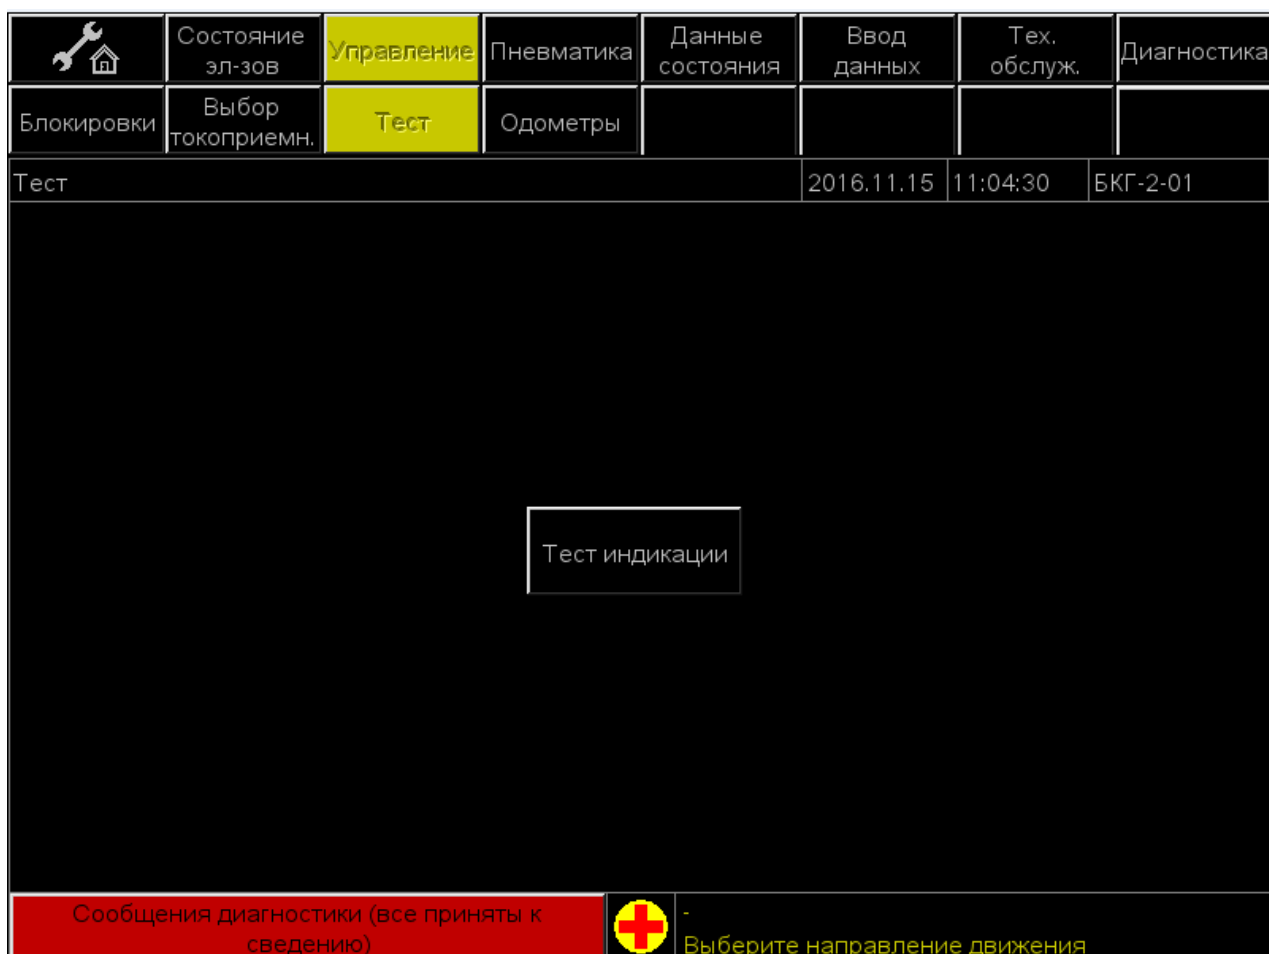 Состояние эл-зов
Управление
Пневматика
Данные состояния
Ввод данных
Тех. обслуж.
Диагностика
Блокировки
Выбор токоприемн.
Тест
Одометры
Тест
2016.11.15
11:04:30
БКГ-2-01
Тест индикации
Сообщения диагностики (все приняты к
сведению)
-
Выберите направление движения